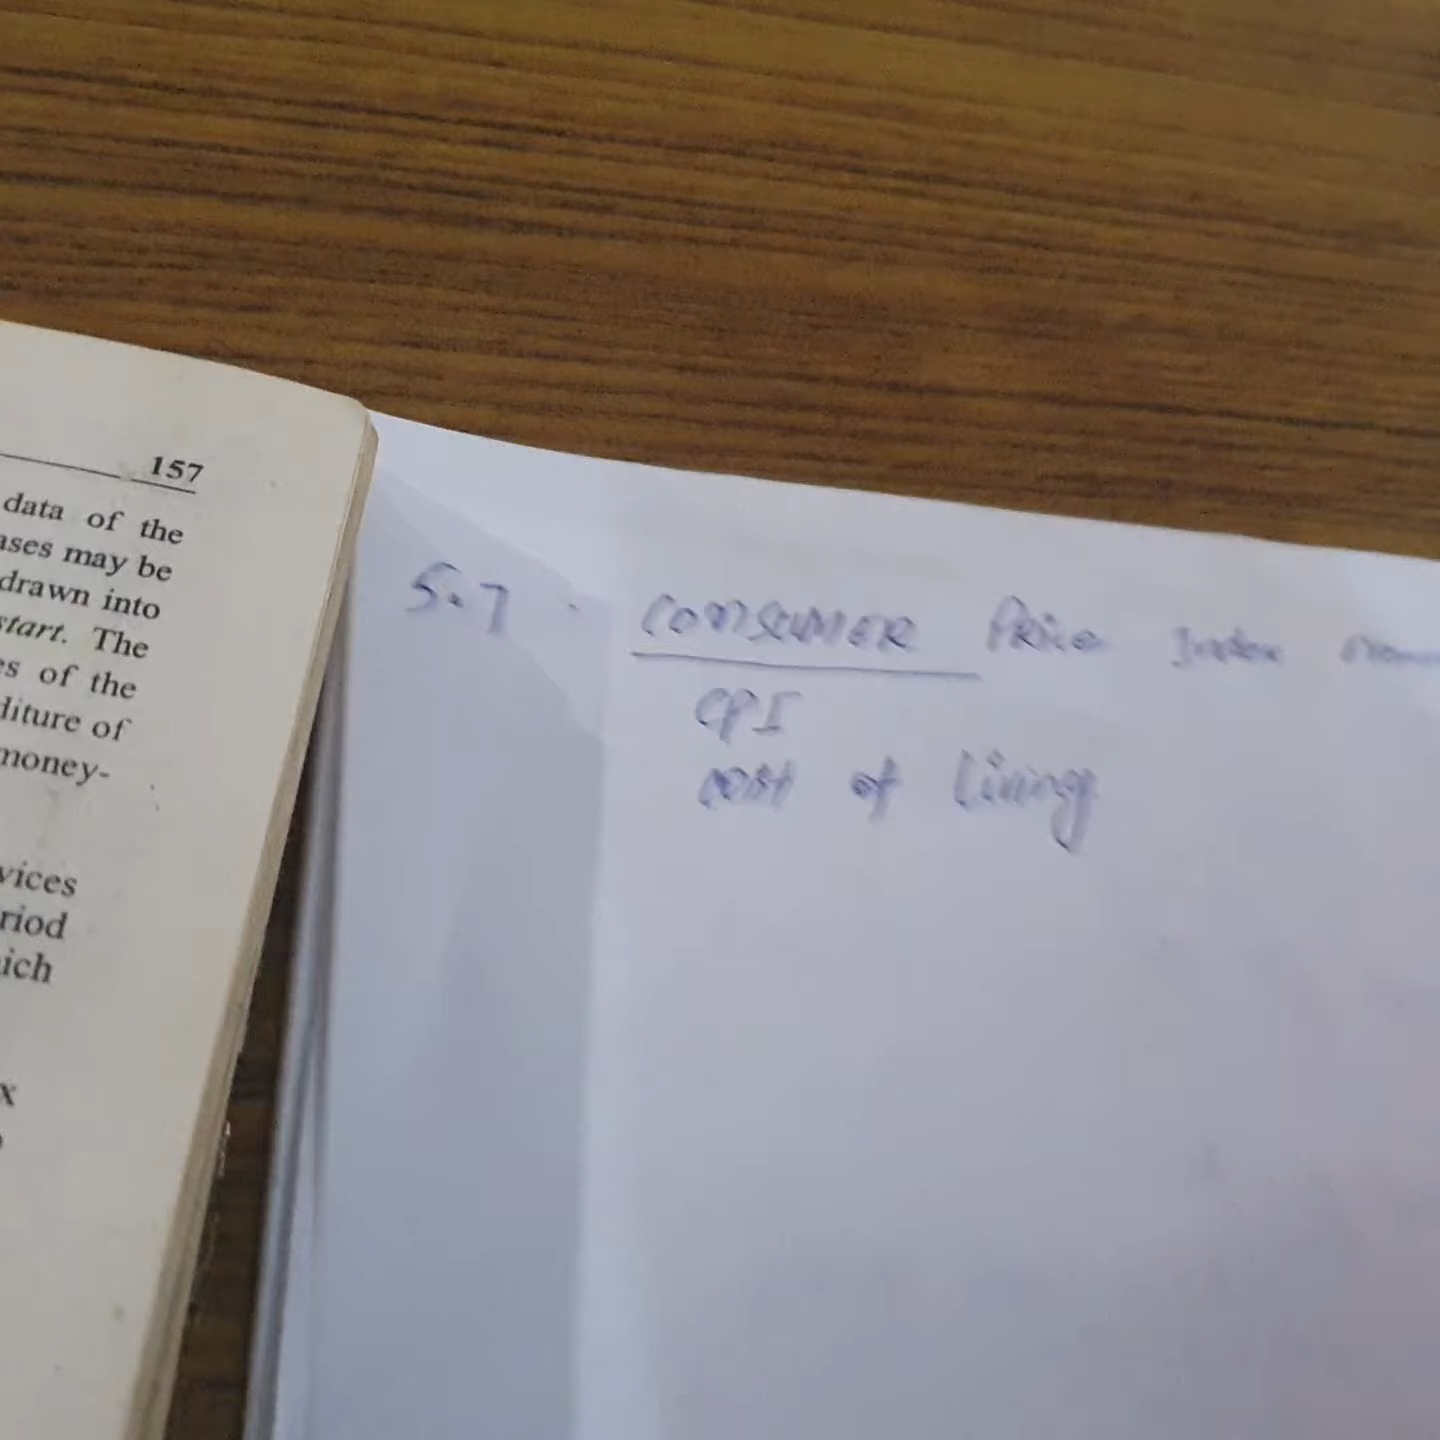 157
data of the
ases may be
drawn into
start. The
es of the
diture of
money-
vices
riod
ich
x
5.7 CONSUMER Price Index
CPI
cost of living